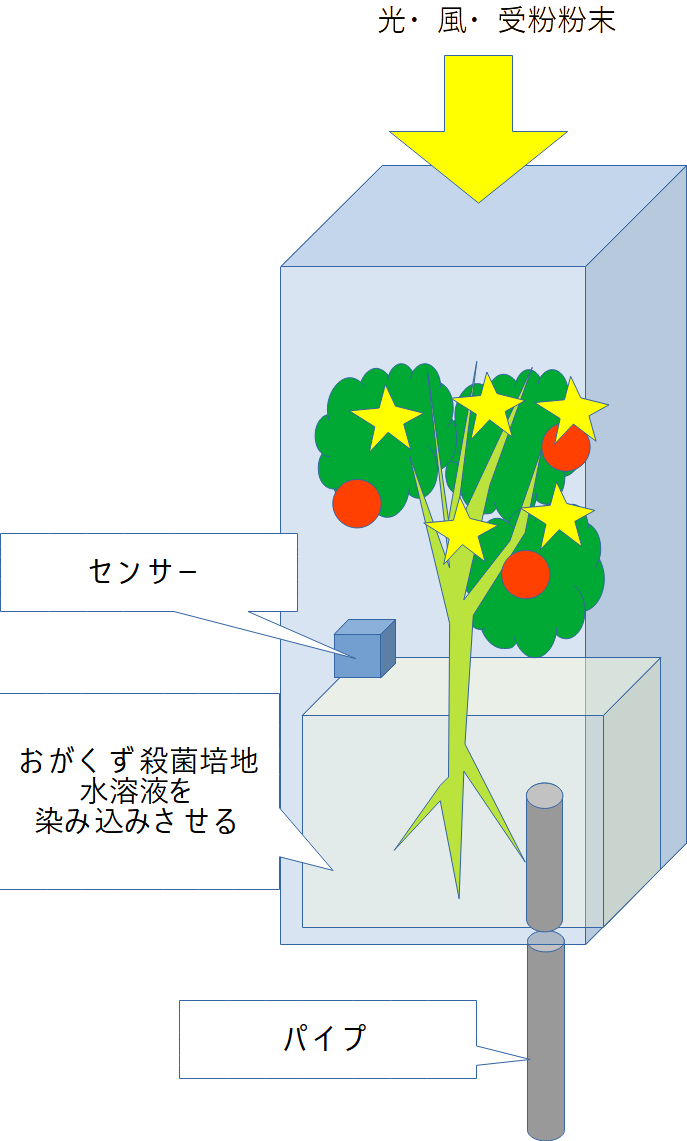 光・風・受粉粉末
センサー
おがくず殺菌培地
水溶液を
染み込みさせる
パイプ